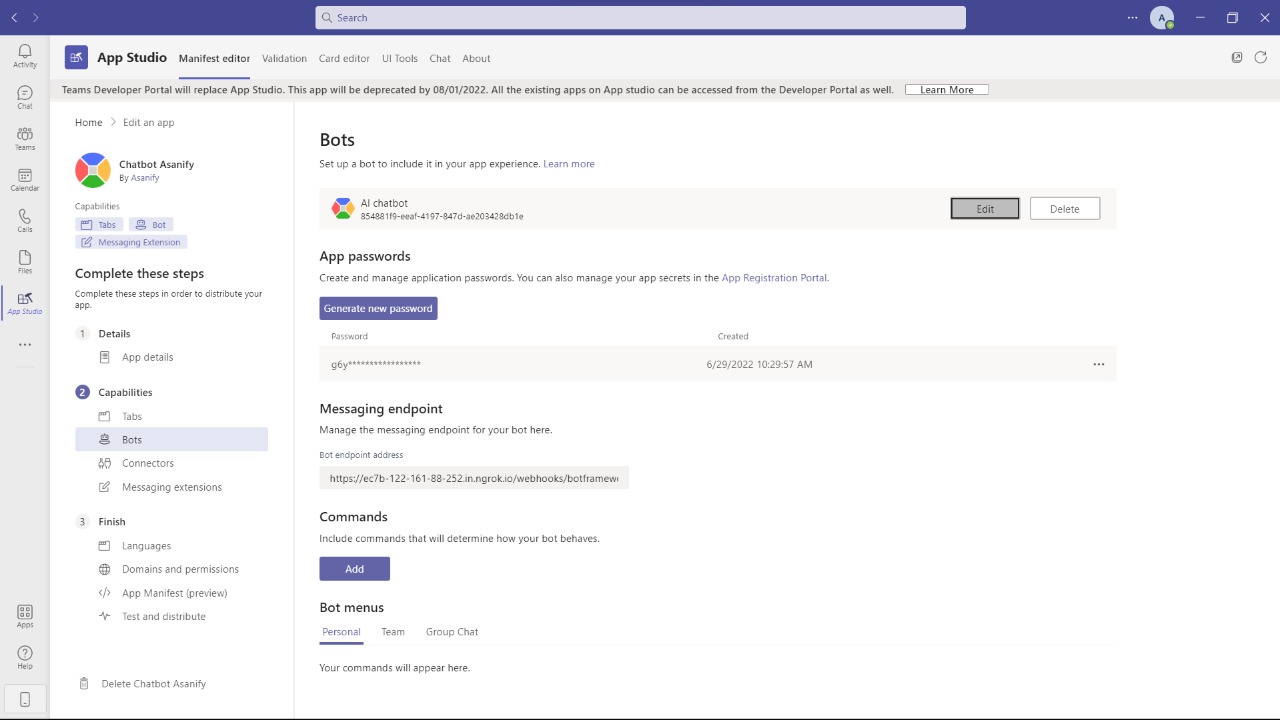 Search
A
Activity
Chat
Teams
Calendar
Calls
Files
App Studio
Apps
Help
App Studio
Manifest editor
Validation
Card editor
UI Tools
Chat
About
Teams Developer Portal will replace App Studio. This app will be deprecated by 08/01/2022. All the existing apps on App studio can be accessed from the Developer Portal as well.
Learn More
Home > Edit an app
Chatbot Asanify
By Asanify
Capabilities
Tabs
Bot
Messaging Extension
Complete these steps
Complete these steps in order to distribute your
app.
1 Details
App details
2 Capabilities
Tabs
Bots
Connectors
Messaging extensions
3 Finish
Languages
Domains and permissions
App Manifest (preview)
Test and distribute
Delete Chatbot Asanify
Bots
Set up a bot to include it in your app experience. Learn more
AI chatbot
854881f9-eeaf-4197-847d-ae203428db1e
Edit
Delete
App passwords
Create and manage application passwords. You can also manage your app secrets in the App Registration Portal.
Generate new password
Password
Created
g6y*****************
6/29/2022 10:29:57 AM
Messaging endpoint
Manage the messaging endpoint for your bot here.
Bot endpoint address
https://ec7b-122-161-88-252.in.ngrok.io/webhooks/botframew
Commands
Include commands that will determine how your bot behaves.
Add
Bot menus
Personal
Team
Group Chat
Your commands will appear here.